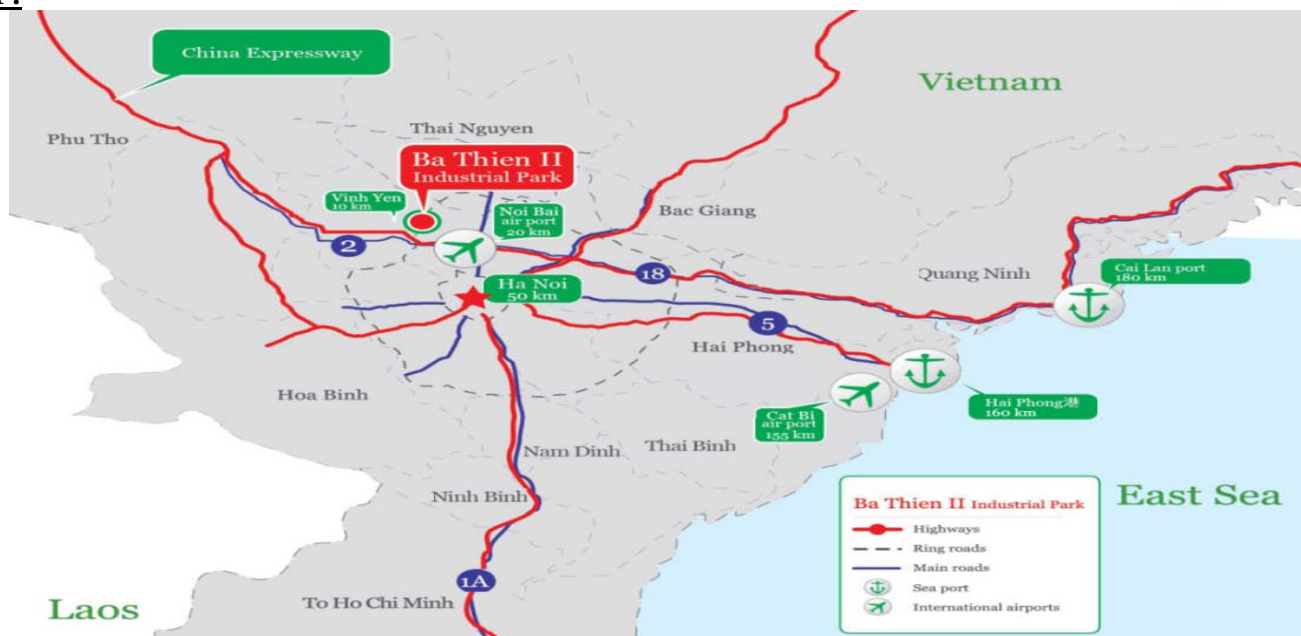 China Expressway
Vietnam
Phu Tho
Thai Nguyen
Ba Thien II
Industrial Park
Vinh Yen
10 km
Noi Bai
air port
20 km
Bac Giang
2
18
Quang Ninh
Cai Lan port
180 km
Ha Noi
50 km
5
Hai Phong
Hoa Binh
Hai Phong港
160 km
Cat Bi
air port
155 km
Thai Binh
Nam Dinh
Ninh Binh
East Sea
Ba Thien II Industrial Park
Highways
Ring roads
Main roads
Sea port
International airports
1A
To Ho Chi Minh
Laos